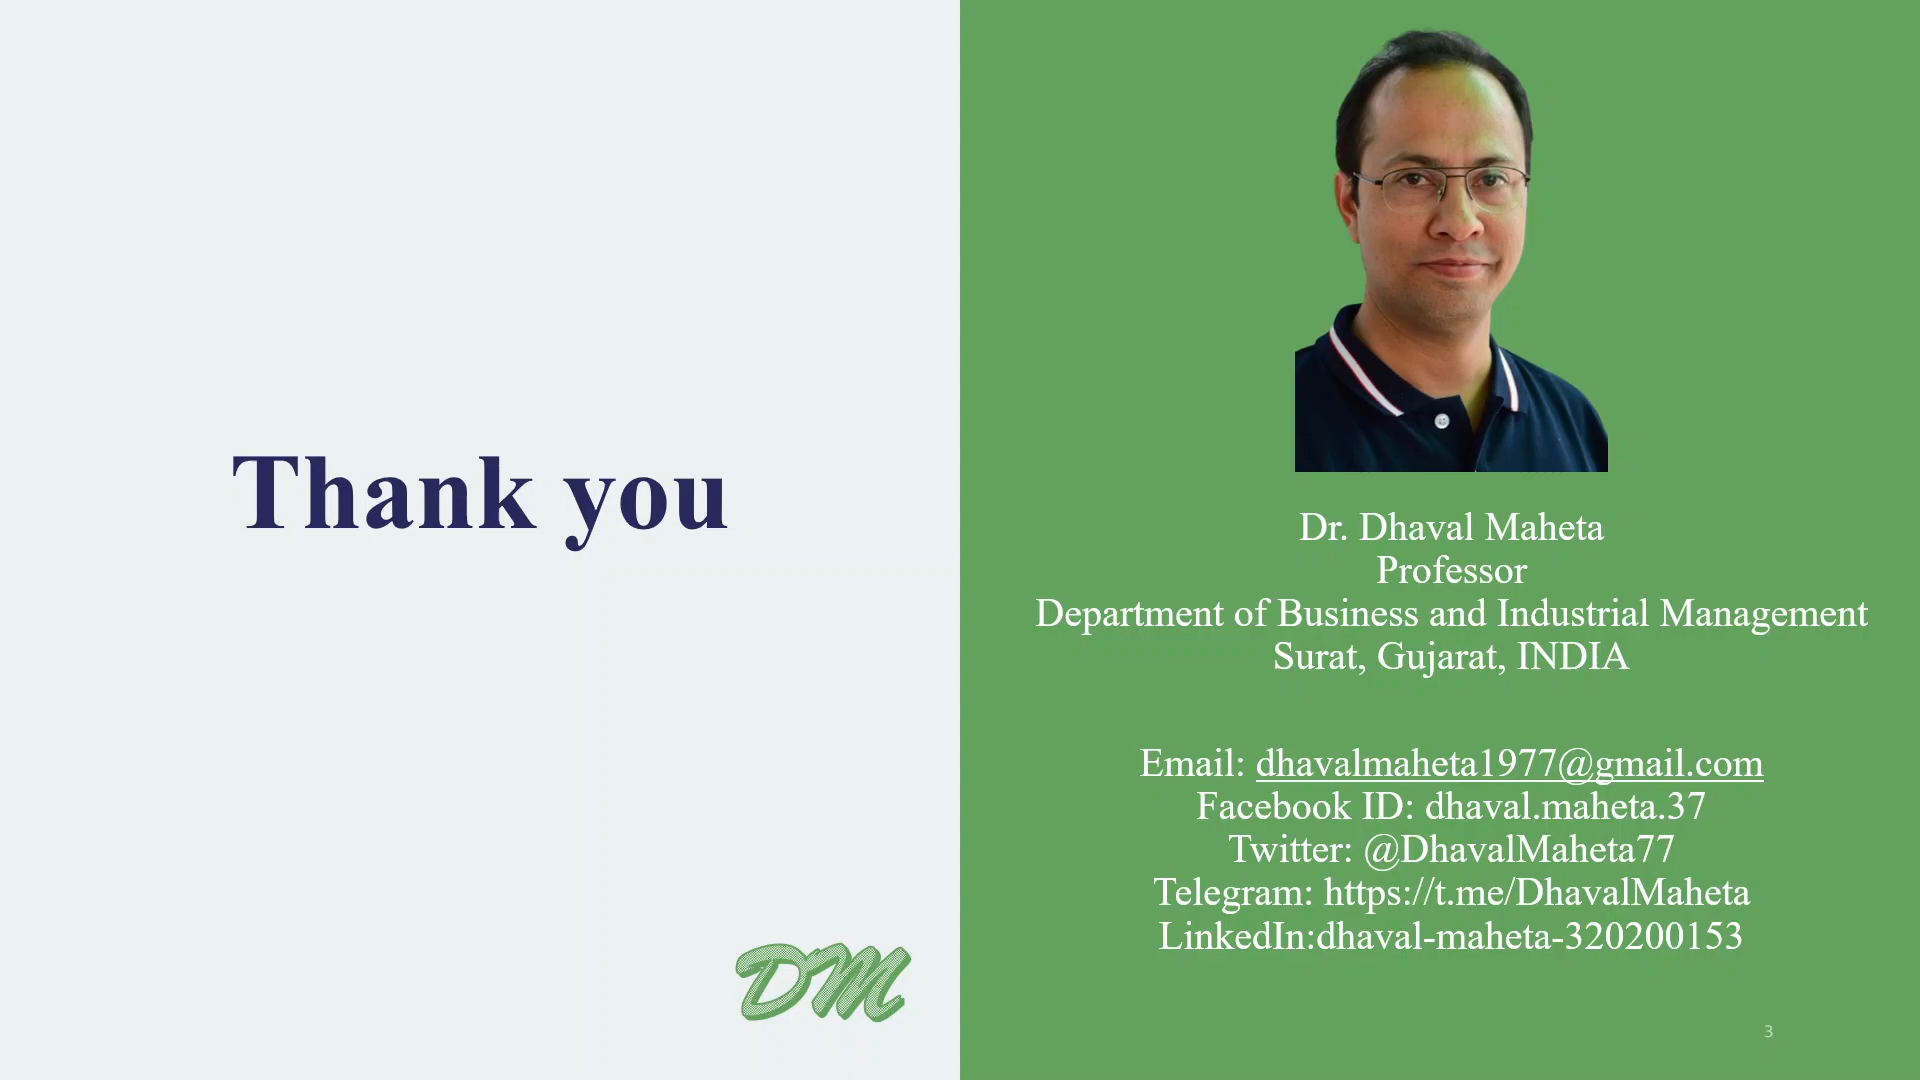 Thank you
DM
Dr. Dhaval Maheta
Professor
Department of Business and Industrial Management
Surat, Gujarat, INDIA
Email: dhavalmaheta1977@gmail.com
Facebook ID: dhaval.maheta.37
Twitter: @DhavalMaheta77
Telegram: https://t.me/DhavalMaheta
LinkedIn:dhaval-maheta-320200153
3